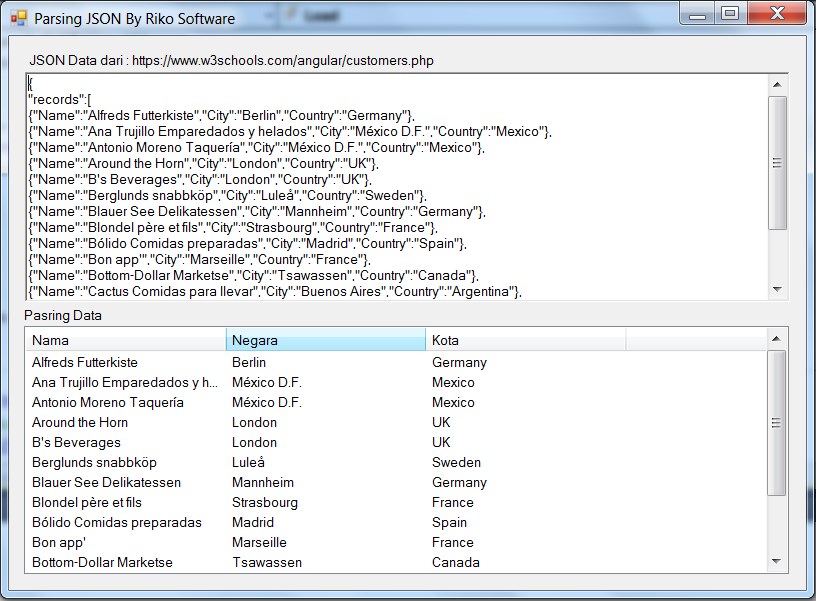 Parsing JSON By Riko Software
JSON Data dari : https://www.w3schools.com/angular/customers.php
{
"records":[
{"Name":"Alfreds Futterkiste","City":"Berlin","Country":"Germany"},
{"Name":"Ana Trujillo Emparedados y helados","City":"México D.F.","Country":"Mexico"},
{"Name":"Antonio Moreno Taquería","City":"México D.F.","Country":"Mexico"},
{"Name":"Around the Horn","City":"London","Country":"UK"},
{"Name":"B's Beverages","City":"London","Country":"UK"},
{"Name":"Berglunds snabbköp","City":"Luleå","Country":"Sweden"},
{"Name":"Blauer See Delikatessen","City":"Mannheim","Country":"Germany"},
{"Name":"Blondel père et fils","City":"Strasbourg","Country":"France"},
{"Name":"Bólido Comidas preparadas","City":"Madrid","Country":"Spain"},
{"Name":"Bon app'","City":"Marseille","Country":"France"},
{"Name":"Bottom-Dollar Marketse","City":"Tsawassen","Country":"Canada"},
{"Name":"Cactus Comidas para llevar","City":"Buenos Aires","Country":"Argentina"},
Pasring Data
Nama Negara Kota
Alfreds Futterkiste Berlin Germany
Ana Trujillo Emparedados y h... México D.F. Mexico
Antonio Moreno Taquería México D.F. Mexico
Around the Horn London UK
B's Beverages London UK
Berglunds snabbköp Luleå Sweden
Blauer See Delikatessen Mannheim Germany
Blondel père et fils Strasbourg France
Bólido Comidas preparadas Madrid Spain
Bon app' Marseille France
Bottom-Dollar Marketse Tsawassen Canada